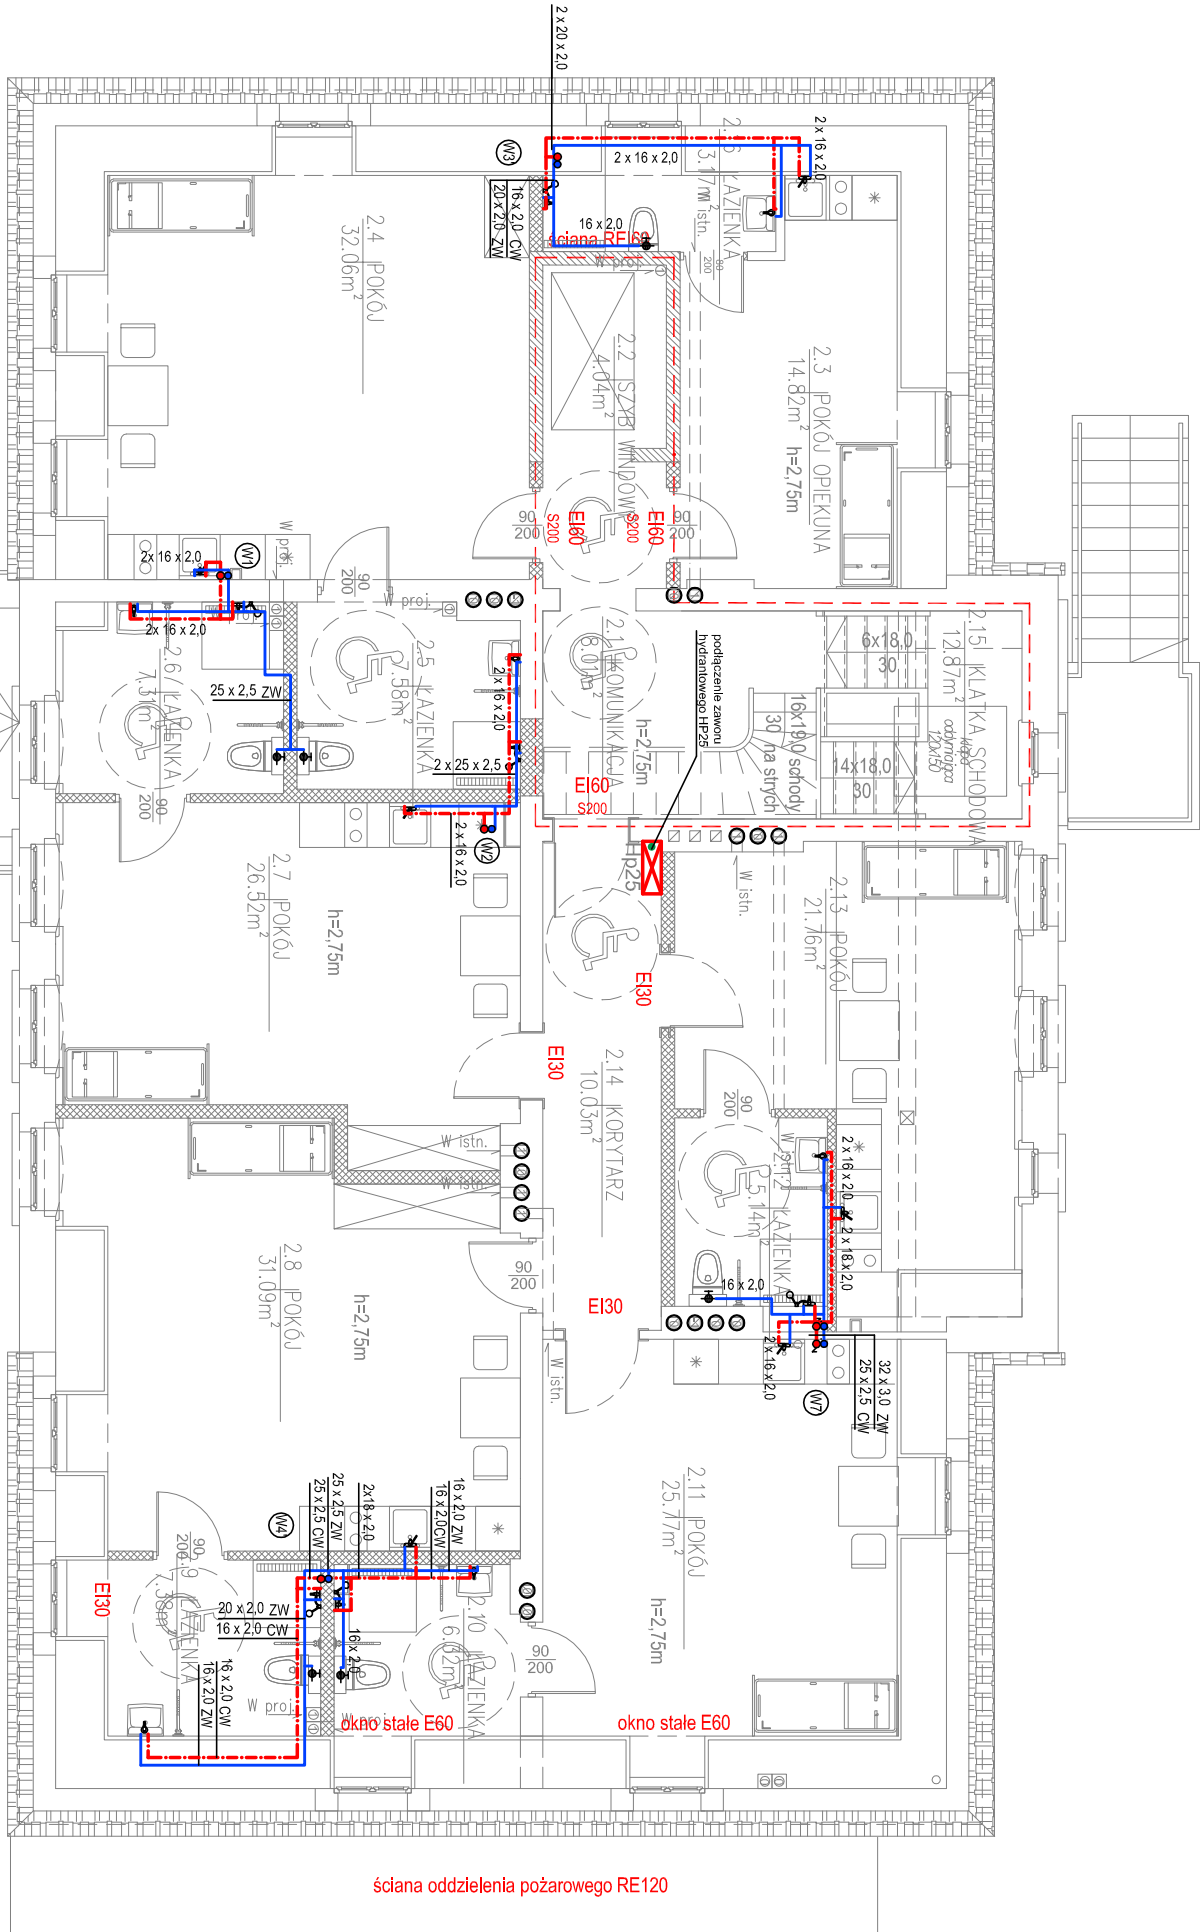 2 x 20 x 2,0
W3
16 x 2,0 CW
20 x 2,0 ZW
2 x 16 x 2,0
16 x 2,0
2 x 16 x 2,0
ściana REI60
W proj.
W istn.
80
200
2.4 POKÓJ
32.06m²
2.2 SZYB WINDOWY
4.04m²
2.3 POKÓJ OPIEKUNA
14.82m² h=2,75m
90
200
S200
EI60
S200
EI60
90
200
2x 16 x 2,0
W1
W proj.
90
200
2x 16 x 2,0
W proj.
2.5 ŁAZIENKA
7.58m²
2.6 ŁAZIENKA
25 x 2,5 ZW
2 x 16 x 2,0
2 x 25 x 2,5
2.1 KOMUNIKACJA
h=2,75m
podłączenie zaworu
hydrantowego HP25
6x18,0
30
2.15 KLATKA SCHODOWA
12.87m²
16x19,0 schody
30 na strych
14x18,0
30
EI60
S200
90
200
W2
2 x 16 x 2,0
Hp25
W istn.
2.7 POKÓJ
26.52m²
h=2,75m
2.13 POKÓJ
21.76m²
EI30
EI30
2.14 KORYTARZ
10.03m²
90
200
W istn.
W istn.
W istn.
2.12 ŁAZIENKA
5.14m²
2 x 16 x 2,0
2 x 18 x 2,0
16 x 2,0
2.8 POKÓJ
31.09m²
h=2,75m
90
200
EI30
W istn.
2 x 16 x 2,0
W7
32 x 3,0 ZW
25 x 2,5 CW
2.11 POKÓJ
25.77m²
h=2,75m
W4
25 x 2,5 CW
25 x 2,5 ZW
2x18 x 2,0
16 x 2,0CW
16 x 2,0 ZW
90
200
2.9 ŁAZIENKA
EI30
20 x 2,0 ZW
16 x 2,0 CW
16 x 2,0
16 x 2,0 ZW
16 x 2,0 CW
2.10 ŁAZIENKA
6.32m²
90
200
W proj.
W proj.
okno stałe E60
okno stałe E60
ściana oddzielenia pożarowego RE120